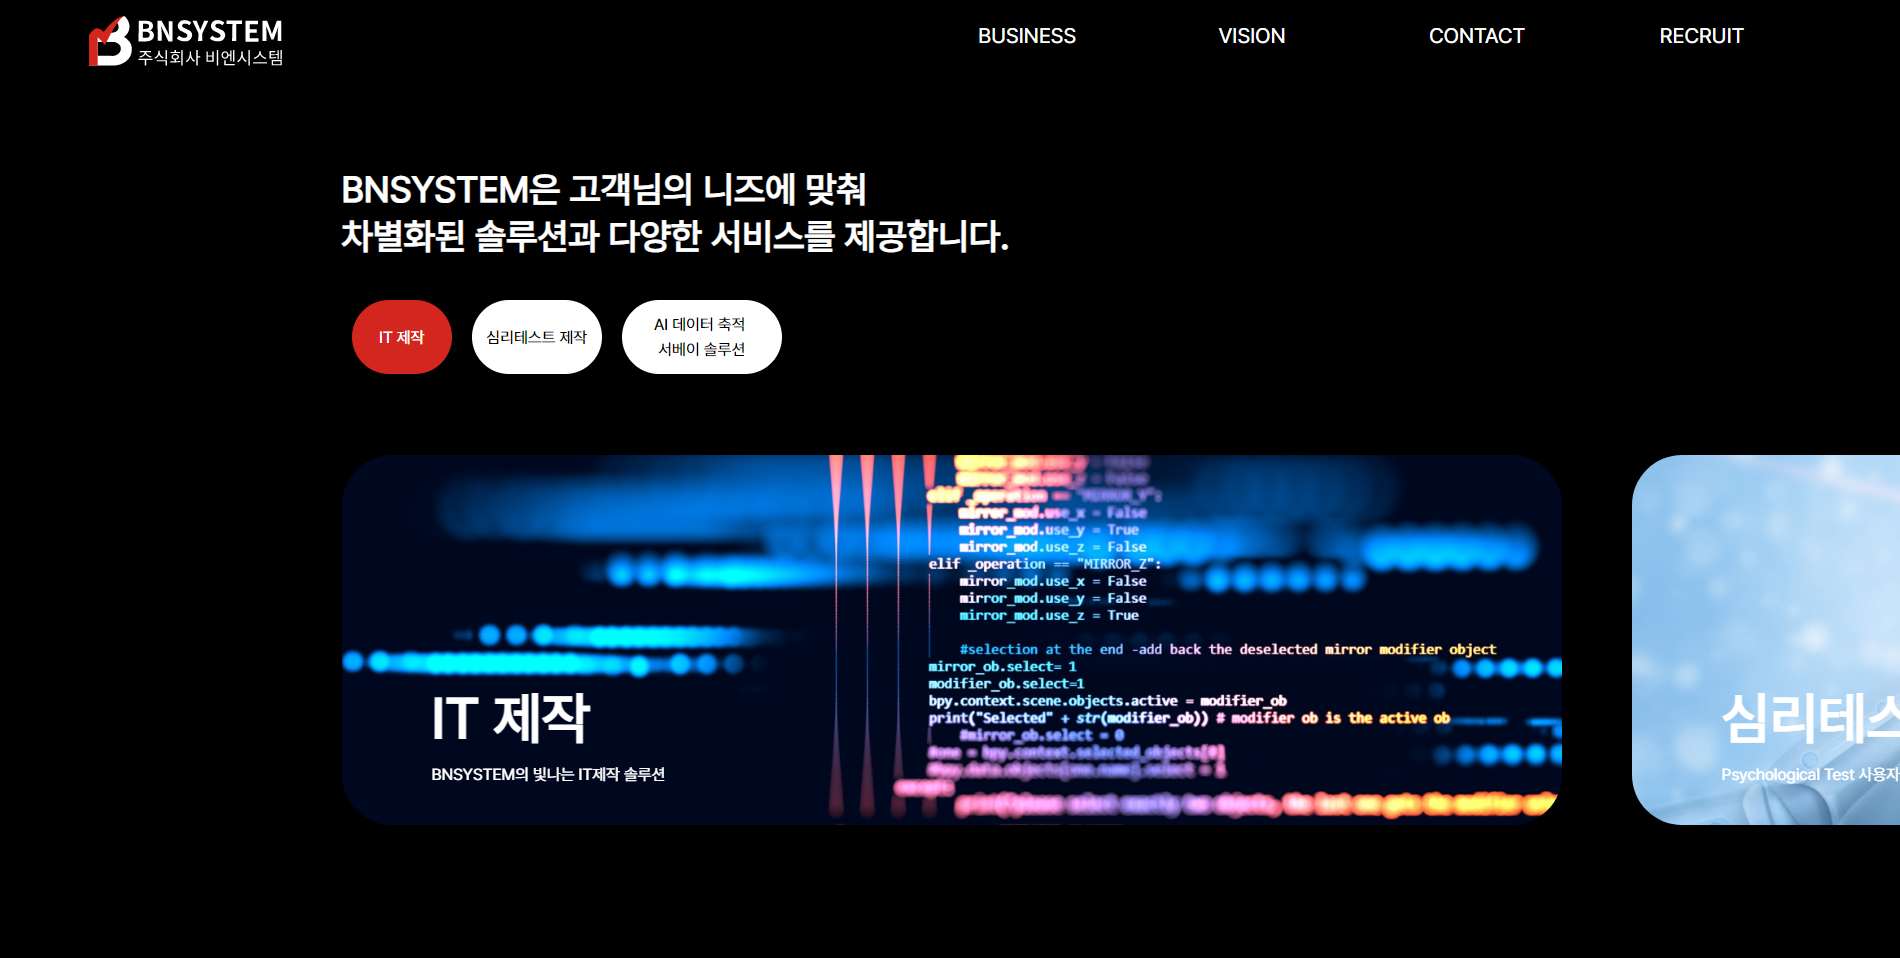 BNSYSTEM
주식회사 비엔시스템
BUSINESS
VISION
CONTACT
RECRUIT
BNSYSTEM은 고객님의 니즈에 맞춰
차별화된 솔루션과 다양한 서비스를 제공합니다.
IT 제작
심리테스트 제작
AI 데이터 축적
서베이 솔루션
elif _operation == "MIRROR_Y":
mirror_mod.use_x = False
mirror_mod.use_y = True
mirror_mod.use_z = False
elif _operation == "MIRROR_Z":
mirror_mod.use_x = False
mirror_mod.use_y = False
mirror_mod.use_z = True
#selection at the end -add back the deselected mirror modifier object
mirror_ob.select= 1
modifier_ob.select=1
bpy.context.scene.objects.active = modifier_ob
print("Selected" + str(modifier_ob)) # modifier ob is the active ob
#mirror_ob.select = 0
IT 제작
BNSYSTEM의 빛나는 IT제작 솔루션
심리테스
Psychological Test 사용자